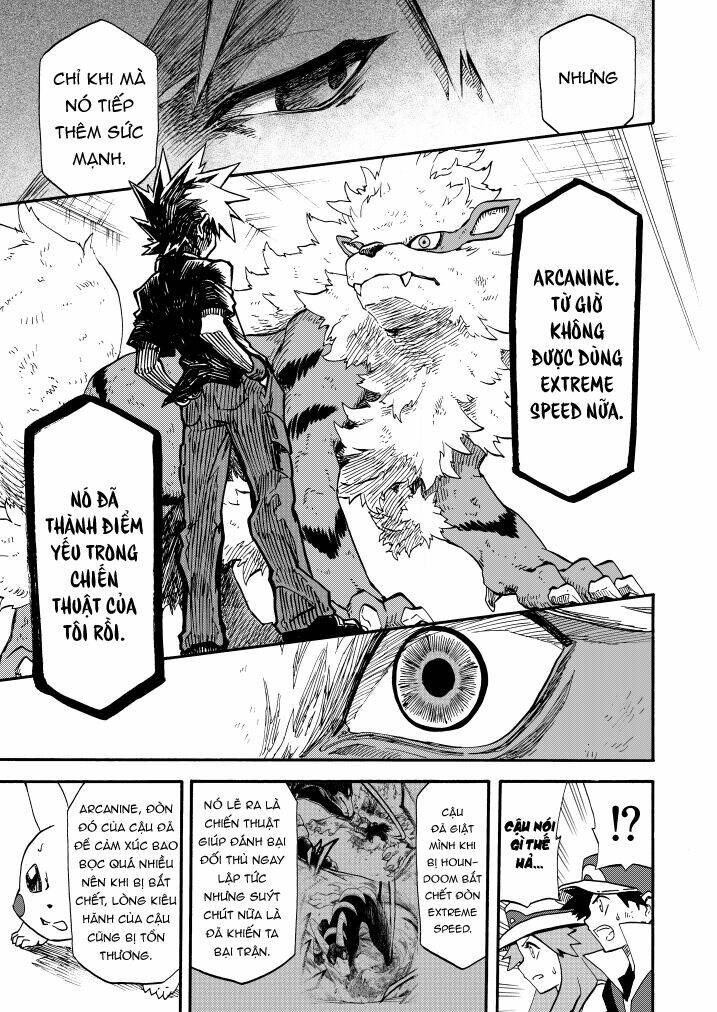 NHƯNG
CHỈ KHI MÀ
NÓ TIẾP
THÊM SỨC
MẠNH.
ARCANINE.
TỪ GIỜ
KHÔNG
ĐƯỢC DÙNG
EXTREME
SPEED NỮA.
NÓ ĐÃ
THÀNH ĐIỂM
YẾU TRONG
CHIẾN
THUẬT CỦA
TÔI RỒI.
!?
CẬU NÓI
GÌ THẾ
HẢ...
CẬU
ĐÃ GIẬT
MÌNH KHI
BỊ HOUN-
DOOM BẮT
CHẾT ĐÒN
EXTREME
SPEED.
NÓ LẼ RA LÀ
CHIẾN THUẬT
GIÚP ĐÁNH BẠI
ĐỐI THỦ NGAY
LẬP TỨC
NHƯNG SUÝT
CHÚT NỮA LÀ
ĐÃ KHIẾN TA
BẠI TRẬN.
ARCANINE, ĐÒN
ĐÓ CỦA CẬU ĐÃ
ĐỂ CẢM XÚC BAO
BỌC QUÁ NHIỀU
NÊN KHI BỊ BẮT
CHẾT, LÒNG KIÊU
HÃNH CỦA CẬU
CŨNG BỊ TỔN
THƯƠNG.